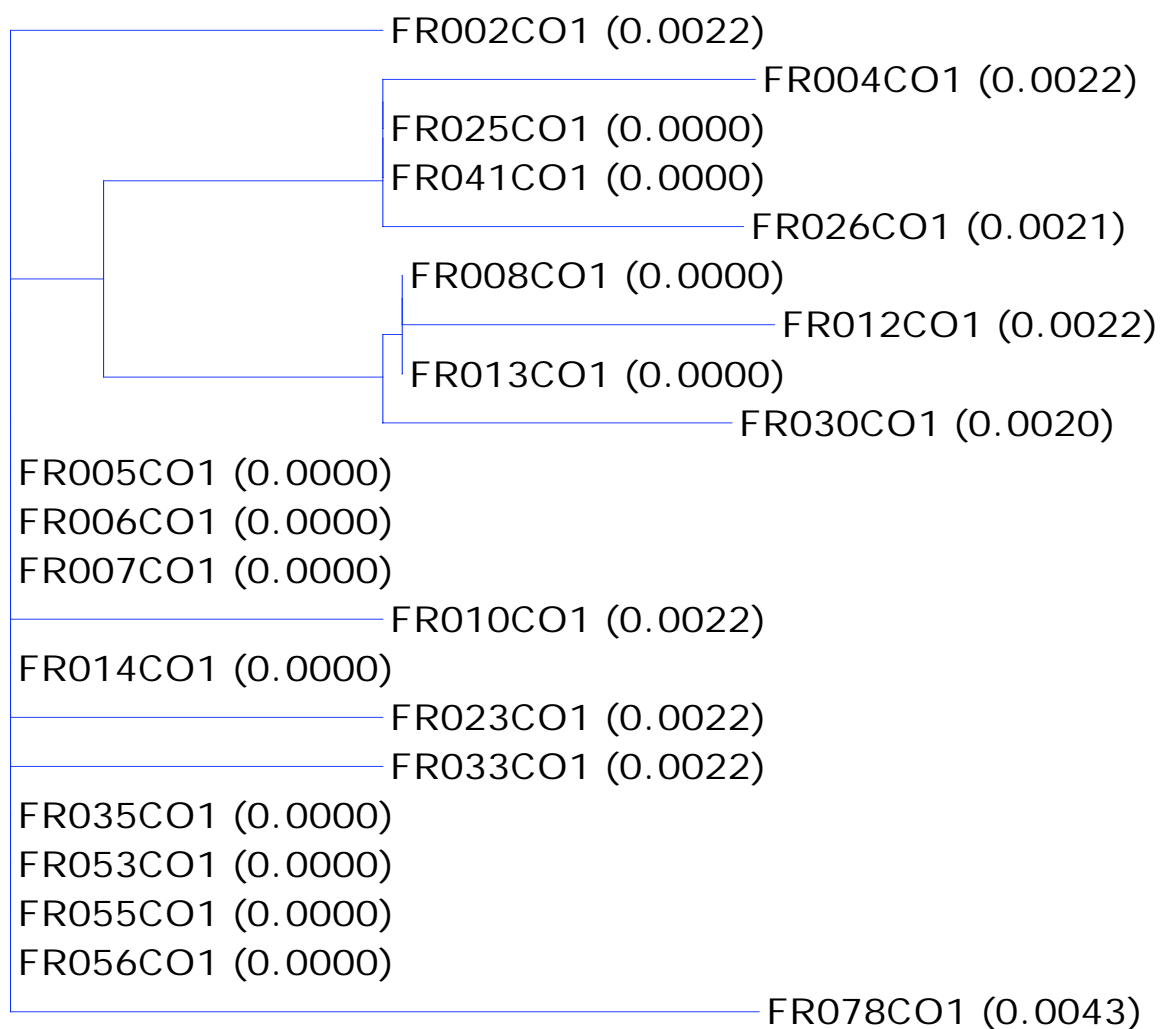 FR002CO1 (0.0022)
FR004CO1 (0.0022)
FR025CO1 (0.0000)
FR041CO1 (0.0000)
FR026CO1 (0.0021)
FR008CO1 (0.0000)
FR012CO1 (0.0022)
FR013CO1 (0.0000)
FR030CO1 (0.0020)
FR005CO1 (0.0000)
FR006CO1 (0.0000)
FR007CO1 (0.0000)
FR010CO1 (0.0022)
FR014CO1 (0.0000)
FR023CO1 (0.0022)
FR033CO1 (0.0022)
FR035CO1 (0.0000)
FR053CO1 (0.0000)
FR055CO1 (0.0000)
FR056CO1 (0.0000)
FR078CO1 (0.0043)